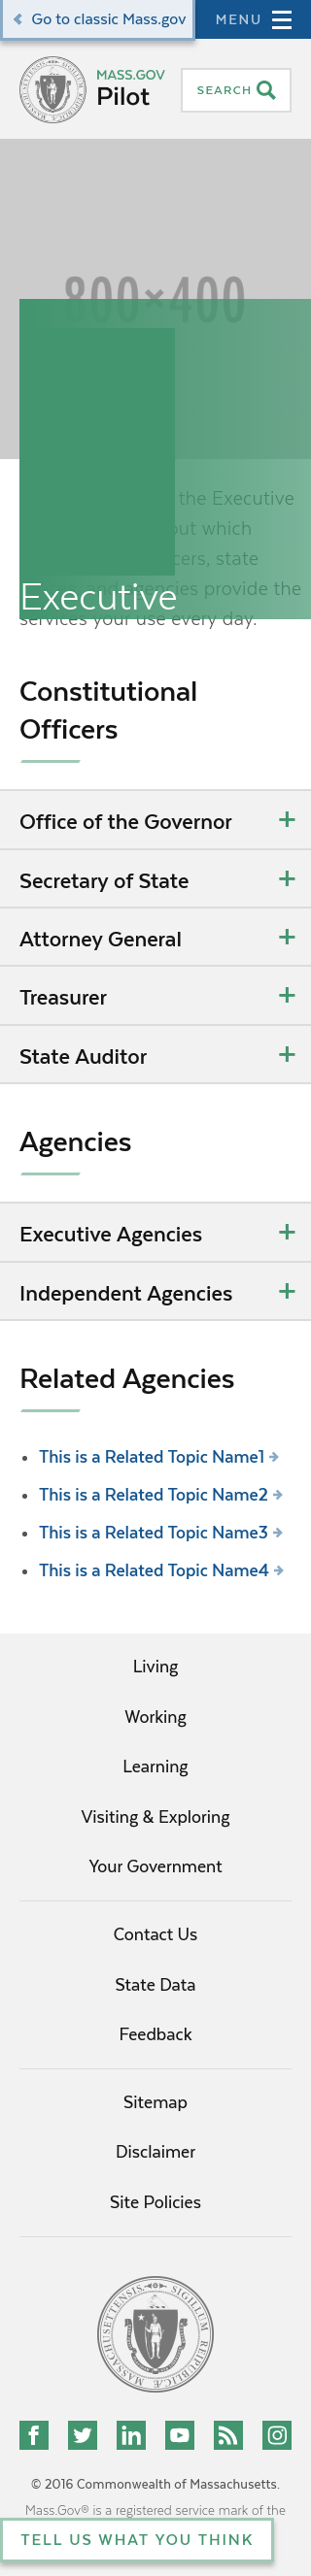 Go to classic Mass.gov
MENU
MASS.GOV
Pilot
SEARCH
800×400
the Executive
which
state
provide the
Executive
services your use every day.
Constitutional
Officers
Office of the Governor
Secretary of State
Attorney General
Treasurer
State Auditor
Agencies
Executive Agencies
Independent Agencies
Related Agencies
This is a Related Topic Name1
This is a Related Topic Name2
This is a Related Topic Name3
This is a Related Topic Name4
Living
Working
Learning
Visiting & Exploring
Your Government
Contact Us
State Data
Feedback
Sitemap
Disclaimer
Site Policies
© 2016 Commonwealth of Massachusetts.
Mass.Gov® is a registered service mark of the
TELL US WHAT YOU THINK